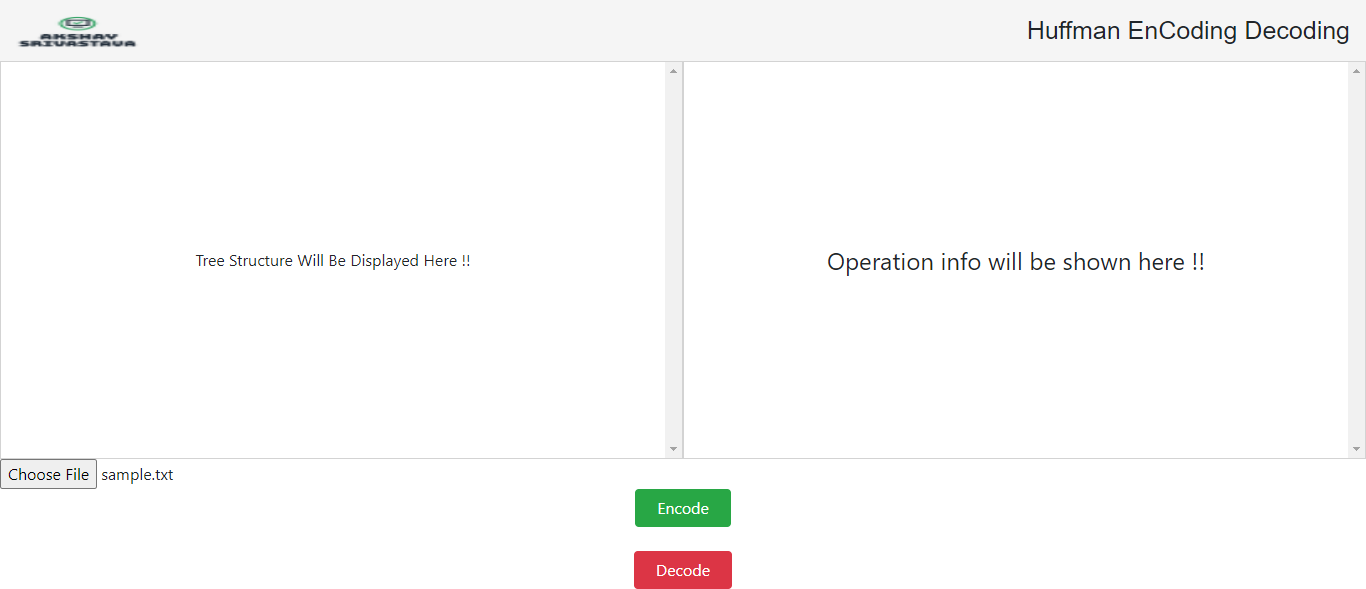 AKSHAY
SRIVASTAVA
Huffman EnCoding Decoding
Tree Structure Will Be Displayed Here !!
Operation info will be shown here !!
Choose File sample.txt
Encode
Decode